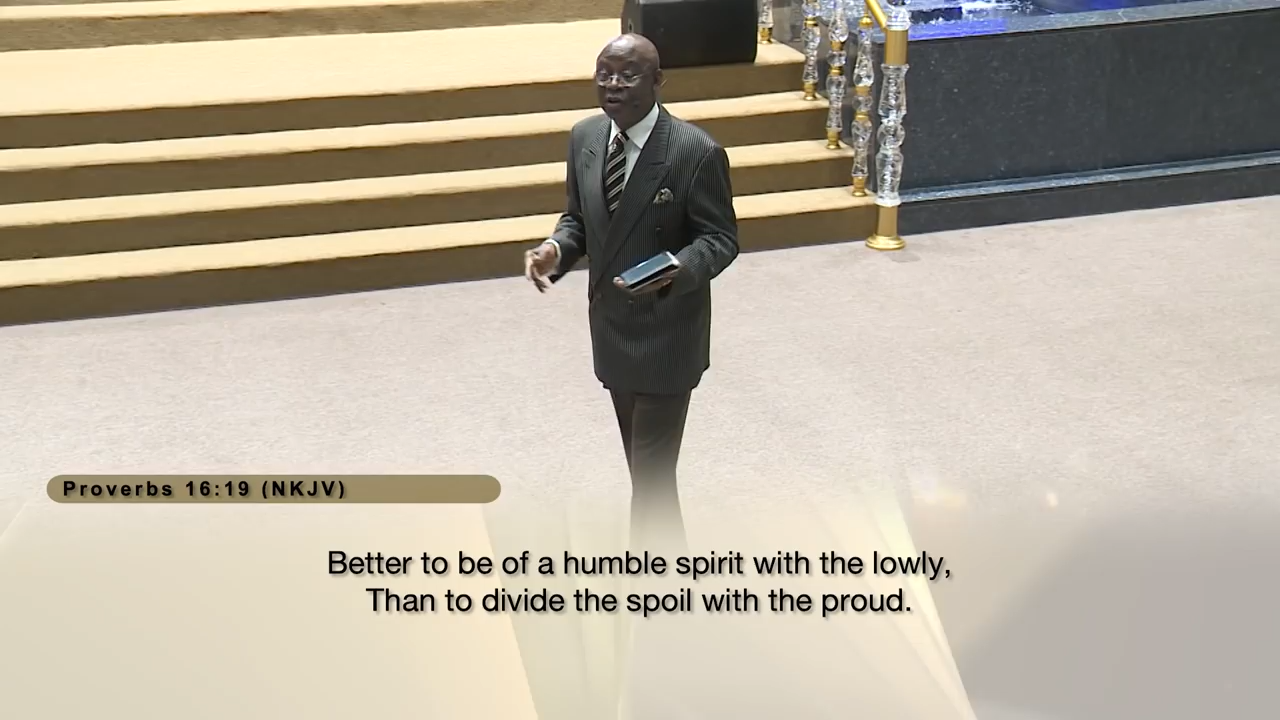 Proverbs 16:19 (NKJV)
Better to be of a humble spirit with the lowly,
Than to divide the spoil with the proud.